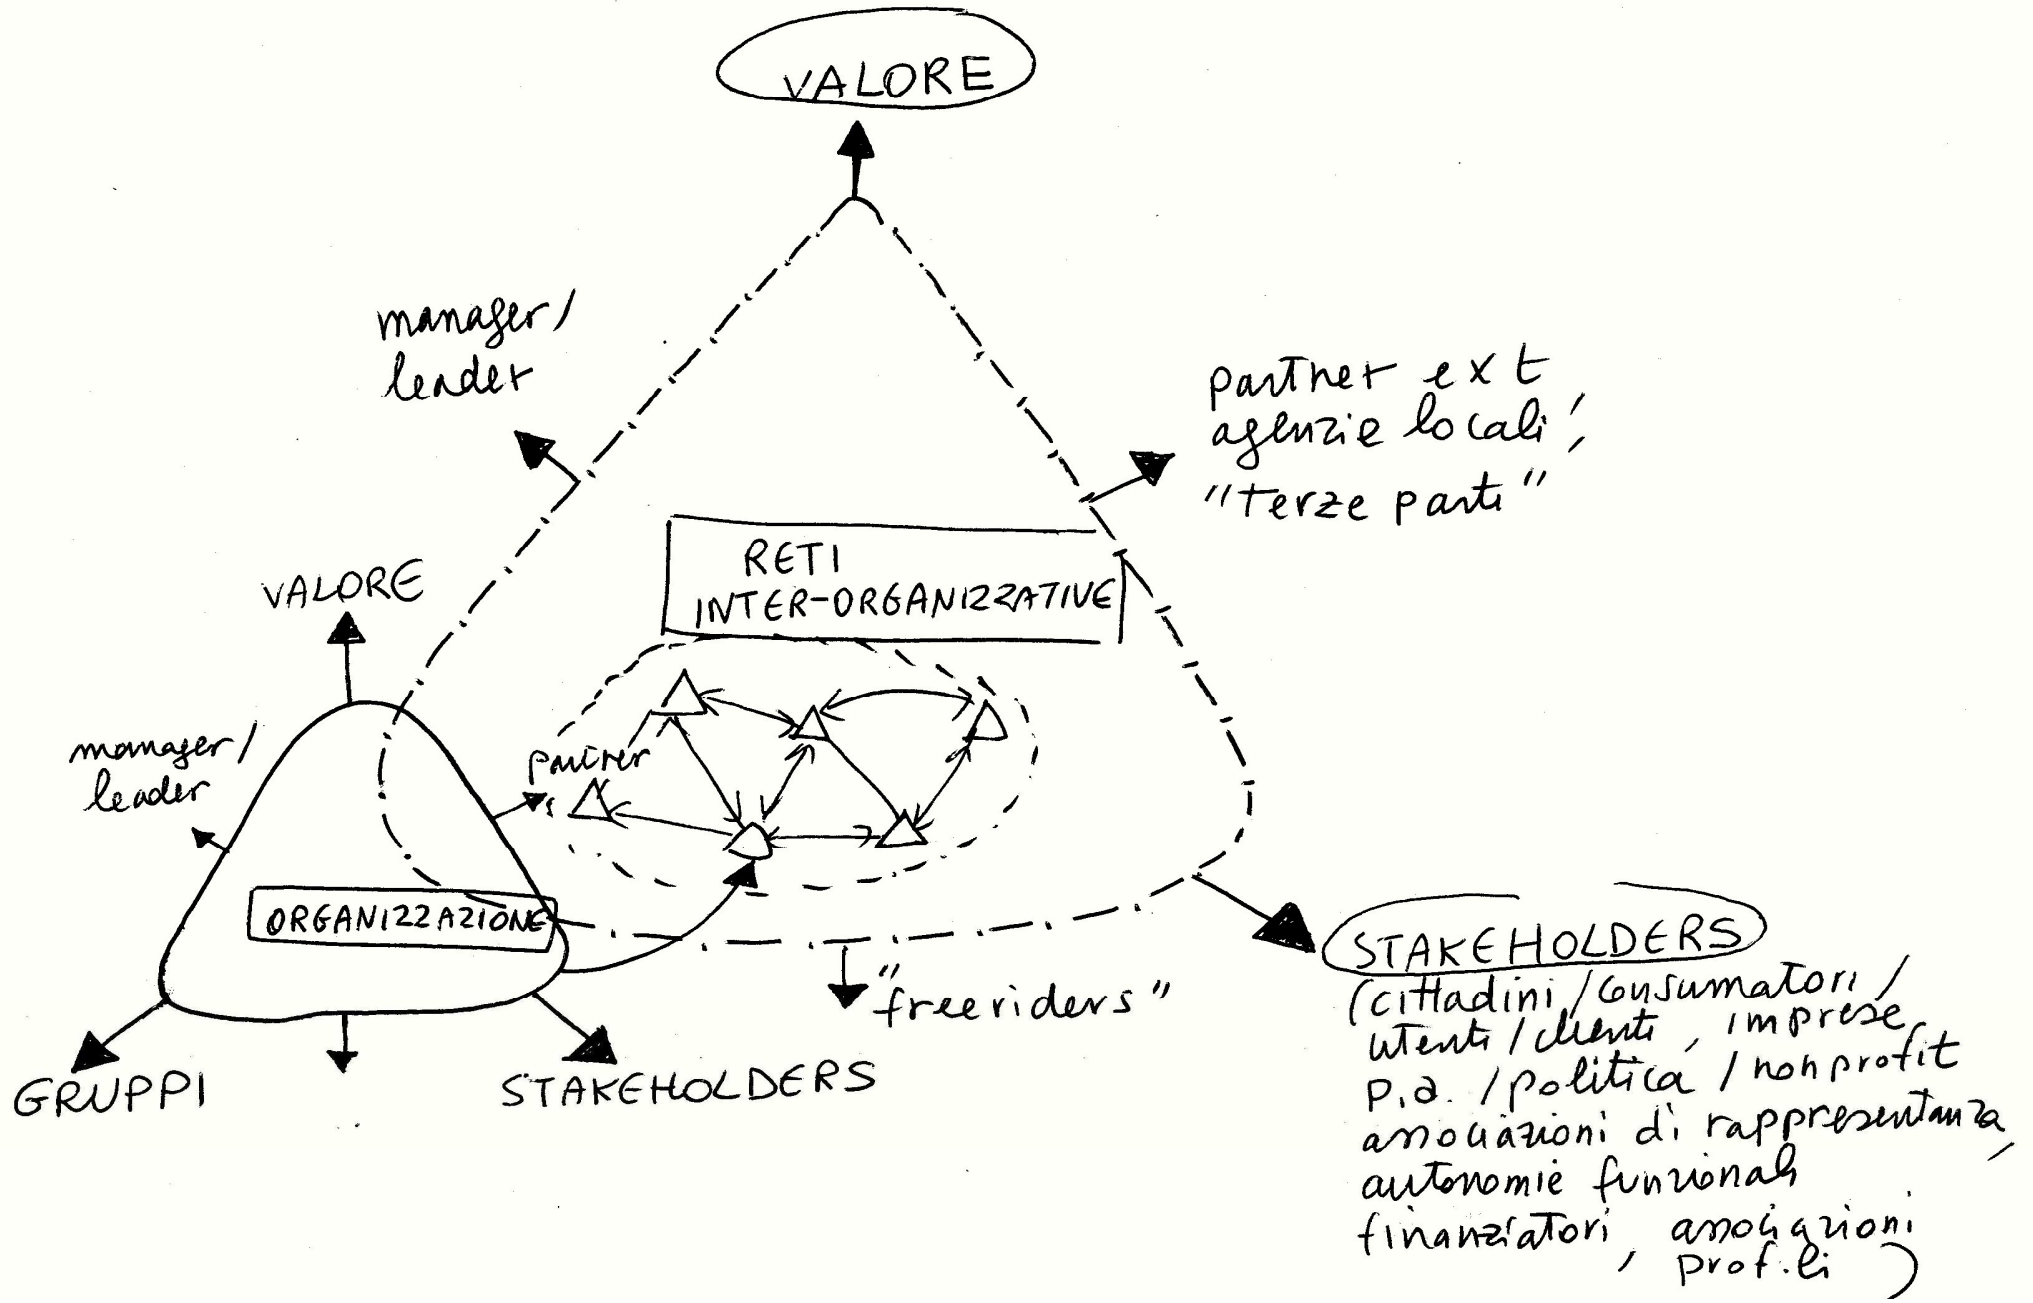 VALORE
manager/
leader
partner ext
agenzie locali,
"terze parti"
RETI
INTER-ORGANIZZATIVE
VALORE
manager/
leader
partner
ORGANIZZAZIONE
"freeriders"
GRUPPI
STAKEHOLDERS
STAKEHOLDERS
(cittadini/consumatori/
utenti/clienti, imprese
p.a. /politica /nonprofit
associazioni di rappresentanza,
autonomie funzionali
finanziatori, associazioni
prof.li)